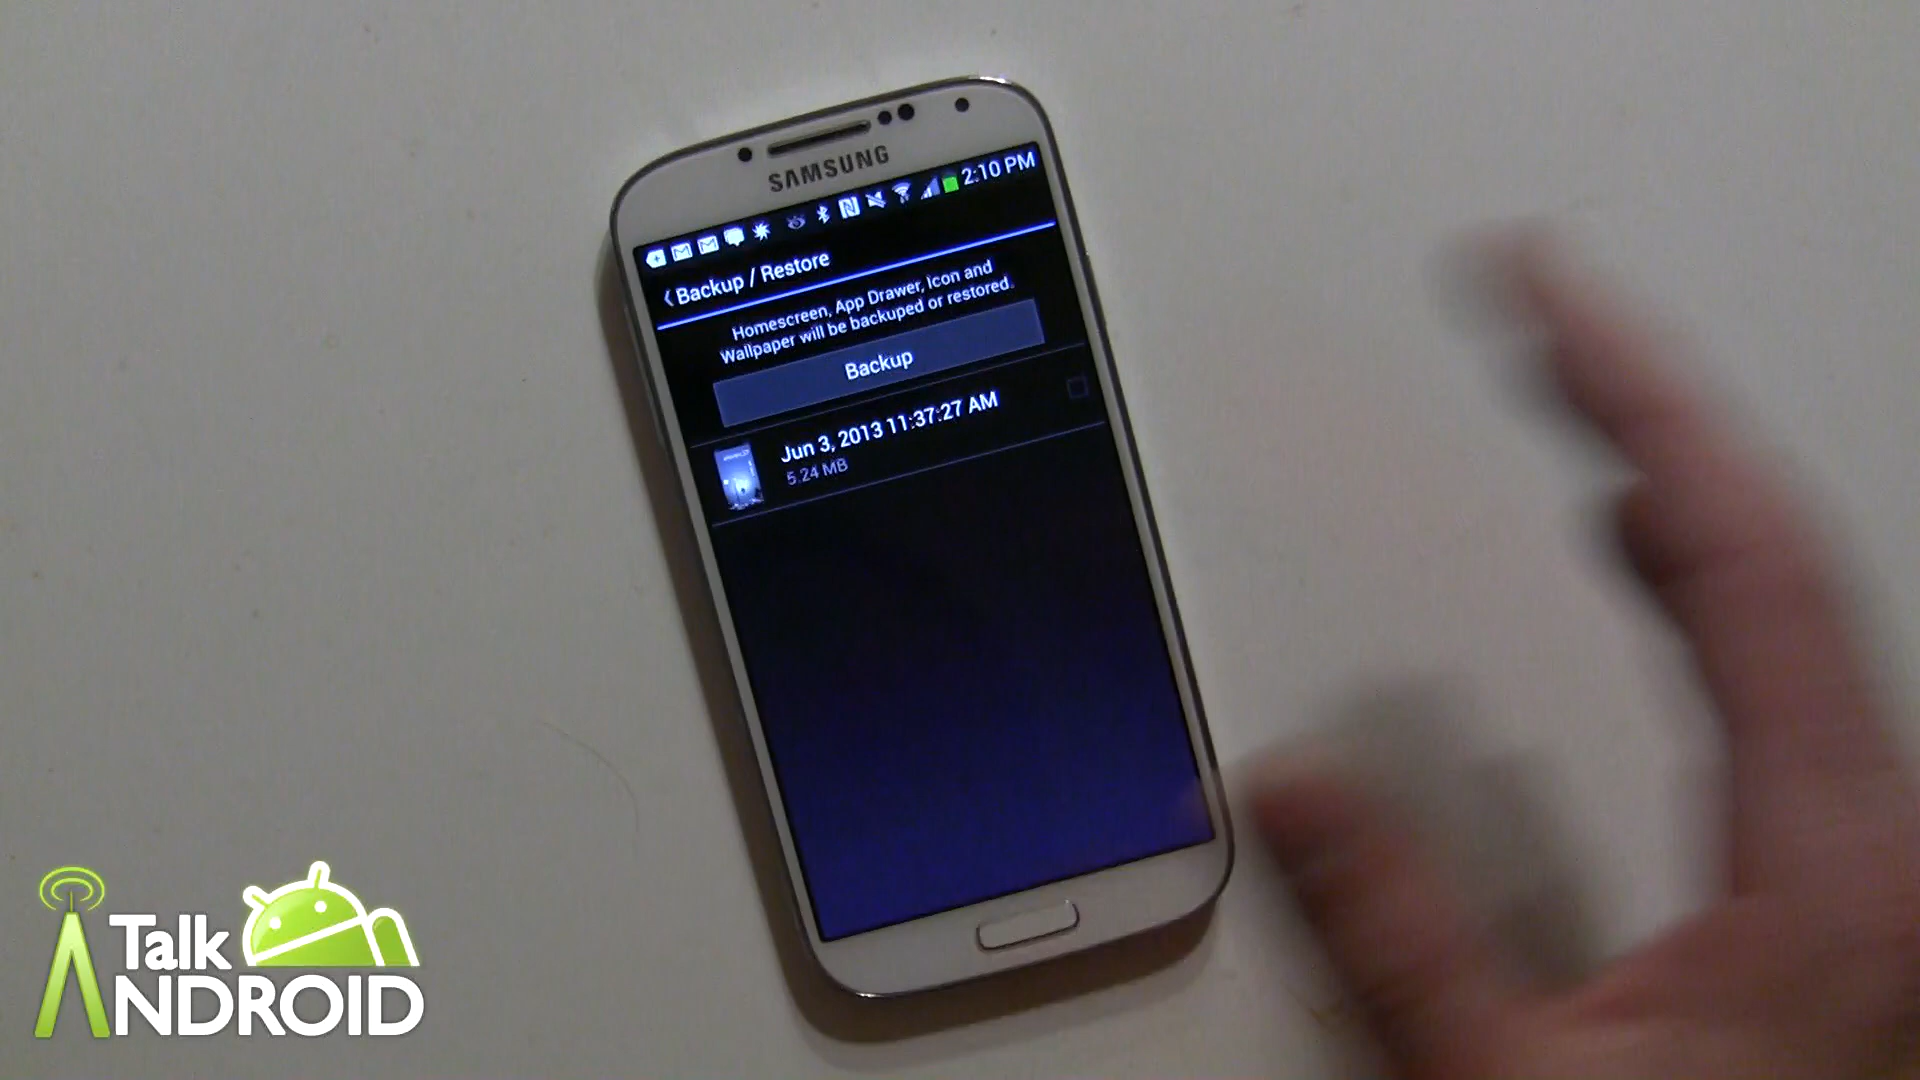 SAMSUNG
2:10 PM
Backup / Restore
Homescreen, App Drawer, Icon and
Wallpaper will be backuped or restored.
Backup
Jun 3, 2013 11:37:27 AM
5.24 MB
Talk
ANDROID